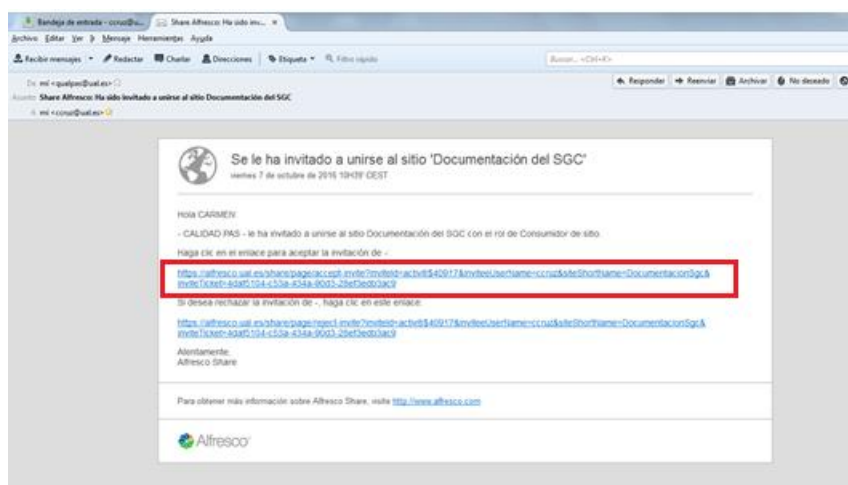 Bandeja de entrada - ccruz@u...
Share Alfresco: Ha sido inv...
Archivo Editar Ver Ir Mensaje Herramientas Ayuda
Recibir mensajes Redactar Charlar Direcciones Etiqueta Filtro rápido Buscar... <Ctrl+K>
De mí <qualpas@ual.es> Responder Reenviar Archivar No deseado
Asunto Share Alfresco: Ha sido invitado a unirse al sitio Documentación del SGC
A mí <ccruz@ual.es>
Se le ha invitado a unirse al sitio 'Documentación del SGC'
viernes 7 de octubre de 2016 10H39' CEST
Hola CARMEN:
- CALIDAD PAS - le ha invitado a unirse al sitio Documentación del SGC con el rol de Consumidor de sitio.
Haga clic en el enlace para aceptar la invitación de -.
https://alfresco.ual.es/share/page/accept-invite?inviteId=activiti$40917&inviteeUserName=ccruz&siteShortName=DocumentacionSgc&
inviteTicket=4daf5104-c53a-434a-90d3-28ef3edb3ac9
Si desea rechazar la invitación de -, haga clic en este enlace:
https://alfresco.ual.es/share/page/reject-invite?inviteId=activiti$40917&inviteeUserName=ccruz&siteShortName=DocumentacionSgc&
inviteTicket=4daf5104-c53a-434a-90d3-28ef3edb3ac9
Atentamente,
Alfresco Share
Para obtener más información sobre Alfresco Share, visite http://www.alfresco.com
Alfresco